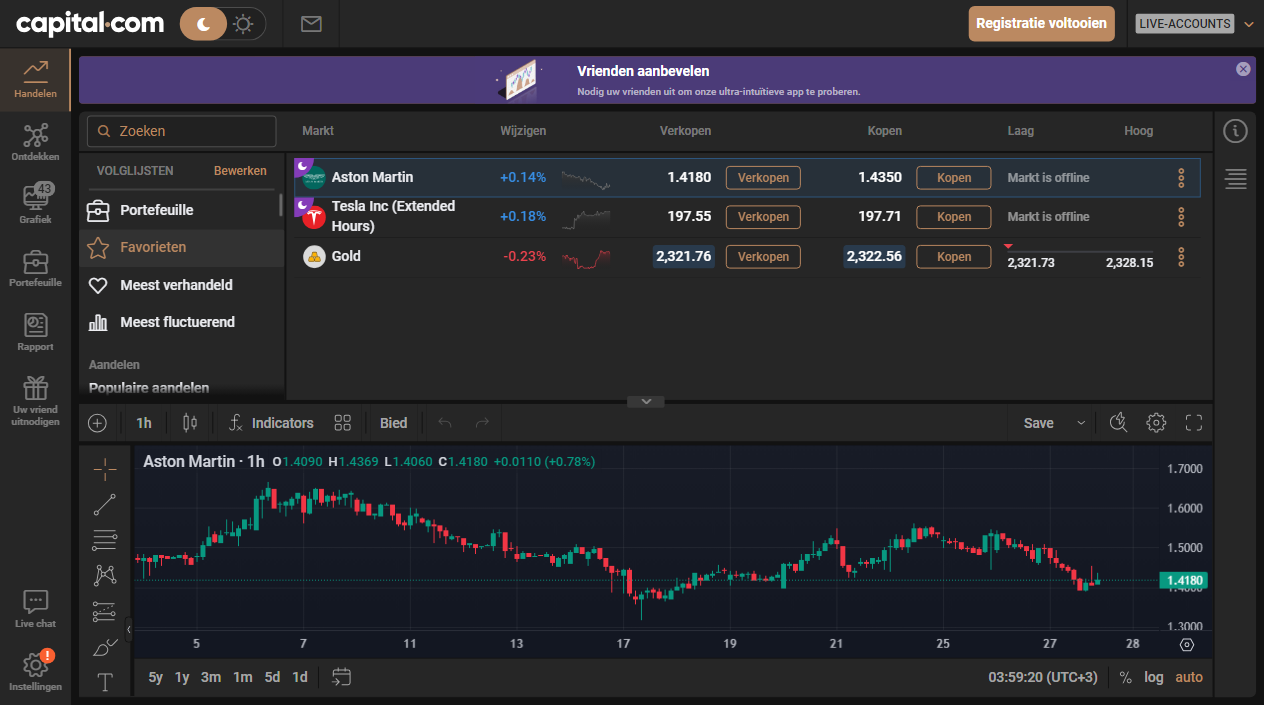 capital.com
Registratie voltooien
LIVE-ACCOUNTS
Handelen
Ontdekken
43
Grafiek
Portefeuille
Rapport
Uw vriend
uitnodigen
Live chat
!
Instellingen
Vrienden aanbevelen
Nodig uw vrienden uit om onze ultra-intuïtieve app te proberen.
Zoeken
VOLGLIJSTEN Bewerken
Portefeuille
Favorieten
Meest verhandeld
Meest fluctuerend
Aandelen
Populaire aandelen
Markt Wijzigen Verkopen Kopen Laag Hoog
Aston Martin +0.14% 1.4180 Verkopen 1.4350 Kopen Markt is offline
Tesla Inc (Extended
Hours) +0.18% 197.55 Verkopen 197.71 Kopen Markt is offline
Gold -0.23% 2,321.76 Verkopen 2,322.56 Kopen 2,321.73 2,328.15
1h Indicators Bied Save
Aston Martin · 1h O1.4090 H1.4369 L1.4060 C1.4180 +0.0110 (+0.78%)
1.7000
1.6000
1.5000
1.4180
1.4000
1.3000
5 7 11 13 17 19 21 25 27 28
5y 1y 3m 1m 5d 1d 03:59:20 (UTC+3) % log auto